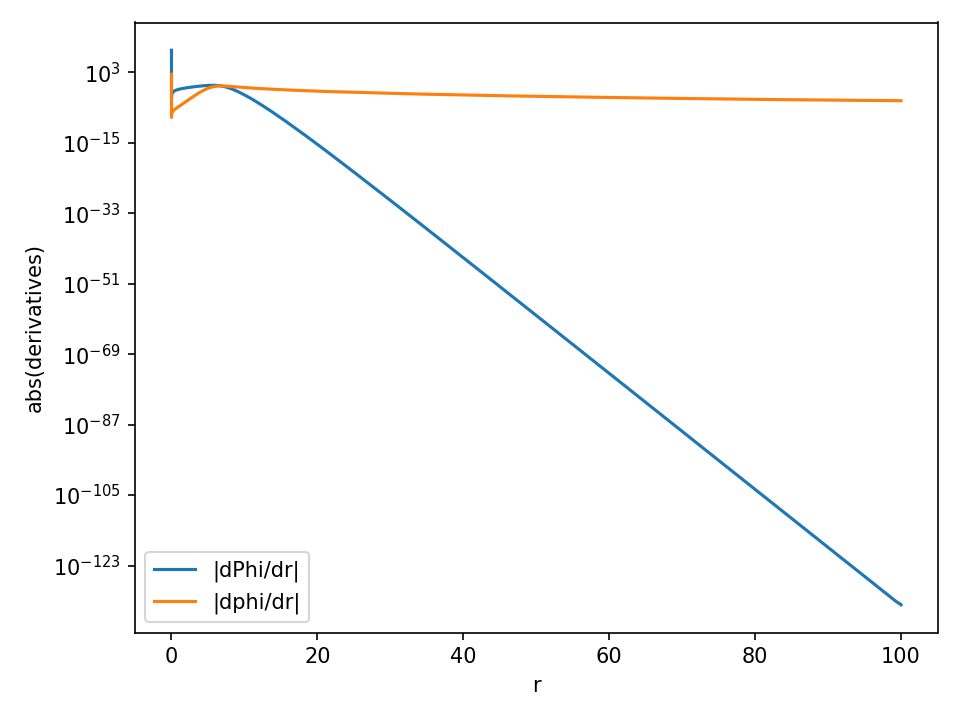 10^3
10^{-15}
10^{-33}
10^{-51}
10^{-69}
10^{-87}
10^{-105}
10^{-123}
abs(derivatives)
|dPhi/dr|
|dphi/dr|
0 20 40 60 80 100
r